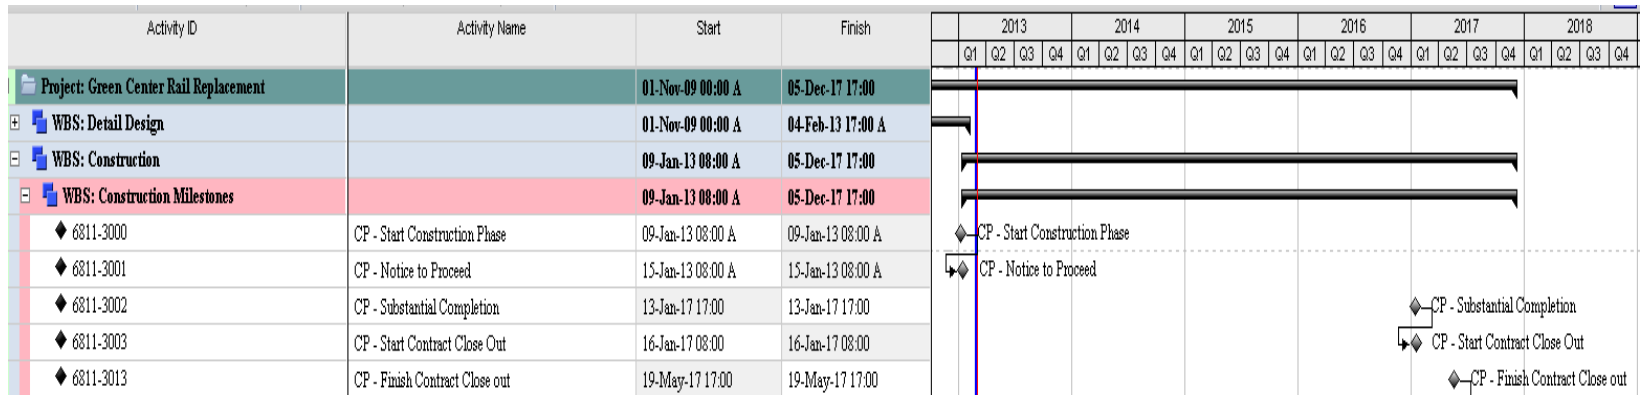 Activity ID Activity Name Start Finish 2013 2014 2015 2016 2017 2018
Q1 Q2 Q3 Q4 Q1 Q2 Q3 Q4 Q1 Q2 Q3 Q4 Q1 Q2 Q3 Q4 Q1 Q2 Q3 Q4 Q1 Q2 Q3 Q4
Project: Green Center Rail Replacement 01-Nov-09 00:00 A 05-Dec-17 17:00
WBS: Detail Design 01-Nov-09 00:00 A 04-Feb-13 17:00 A
WBS: Construction 09-Jan-13 08:00 A 05-Dec-17 17:00
WBS: Construction Milestones 09-Jan-13 08:00 A 05-Dec-17 17:00
6811-3000 CP - Start Construction Phase 09-Jan-13 08:00 A 09-Jan-13 08:00 A CP - Start Construction Phase
6811-3001 CP - Notice to Proceed 15-Jan-13 08:00 A 15-Jan-13 08:00 A CP - Notice to Proceed
6811-3002 CP - Substantial Completion 13-Jan-17 17:00 13-Jan-17 17:00 CP - Substantial Completion
6811-3003 CP - Start Contract Close Out 16-Jan-17 08:00 16-Jan-17 08:00 CP - Start Contract Close Out
6811-3013 CP - Finish Contract Close out 19-May-17 17:00 19-May-17 17:00 CP - Finish Contract Close out